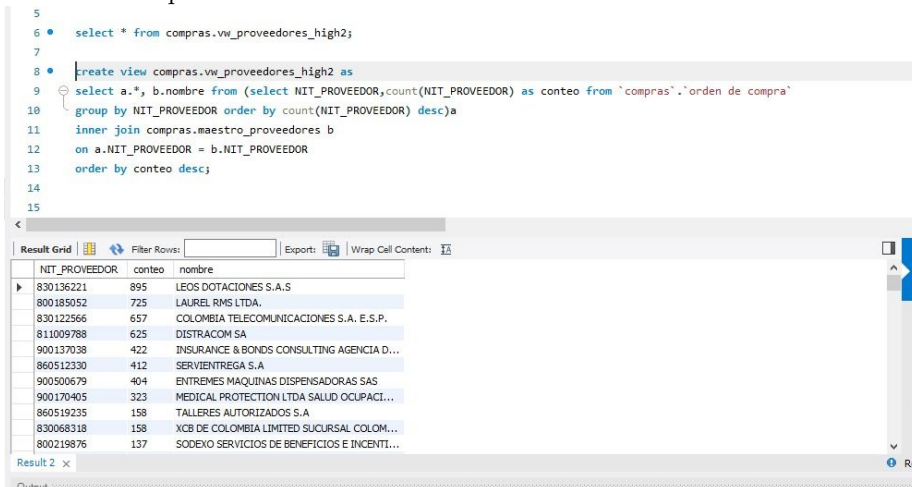 5
6 select * from compras.vw_proveedores_high2;
7
8 create view compras.vw_proveedores_high2 as
9 select a.*, b.nombre from (select NIT_PROVEEDOR,count(NIT_PROVEEDOR) as conteo from `compras`.`orden de compra`
10 group by NIT_PROVEEDOR order by count(NIT_PROVEEDOR) desc)a
11 inner join compras.maestro_proveedores b
12 on a.NIT_PROVEEDOR = b.NIT_PROVEEDOR
13 order by conteo desc;
14
15
Result Grid Filter Rows: Export: Wrap Cell Content:
NIT_PROVEEDOR conteo nombre
830136221 895 LEOS DOTACIONES S.A.S
800185052 725 LAUREL RMS LTDA.
830122566 657 COLOMBIA TELECOMUNICACIONES S.A. E.S.P.
811009788 625 DISTRACOM SA
900137038 422 INSURANCE & BONDS CONSULTING AGENCIA D...
860512330 412 SERVIENTREGA S.A
900500679 404 ENTREMES MAQUINAS DISPENSADORAS SAS
900170405 323 MEDICAL PROTECTION LTDA SALUD OCUPACI...
860519235 158 TALLERES AUTORIZADOS S.A
830068318 158 XCB DE COLOMBIA LIMITED SUCURSAL COLOM...
800219876 137 SODEXO SERVICIOS DE BENEFICIOS E INCENTI...
Result 2 R